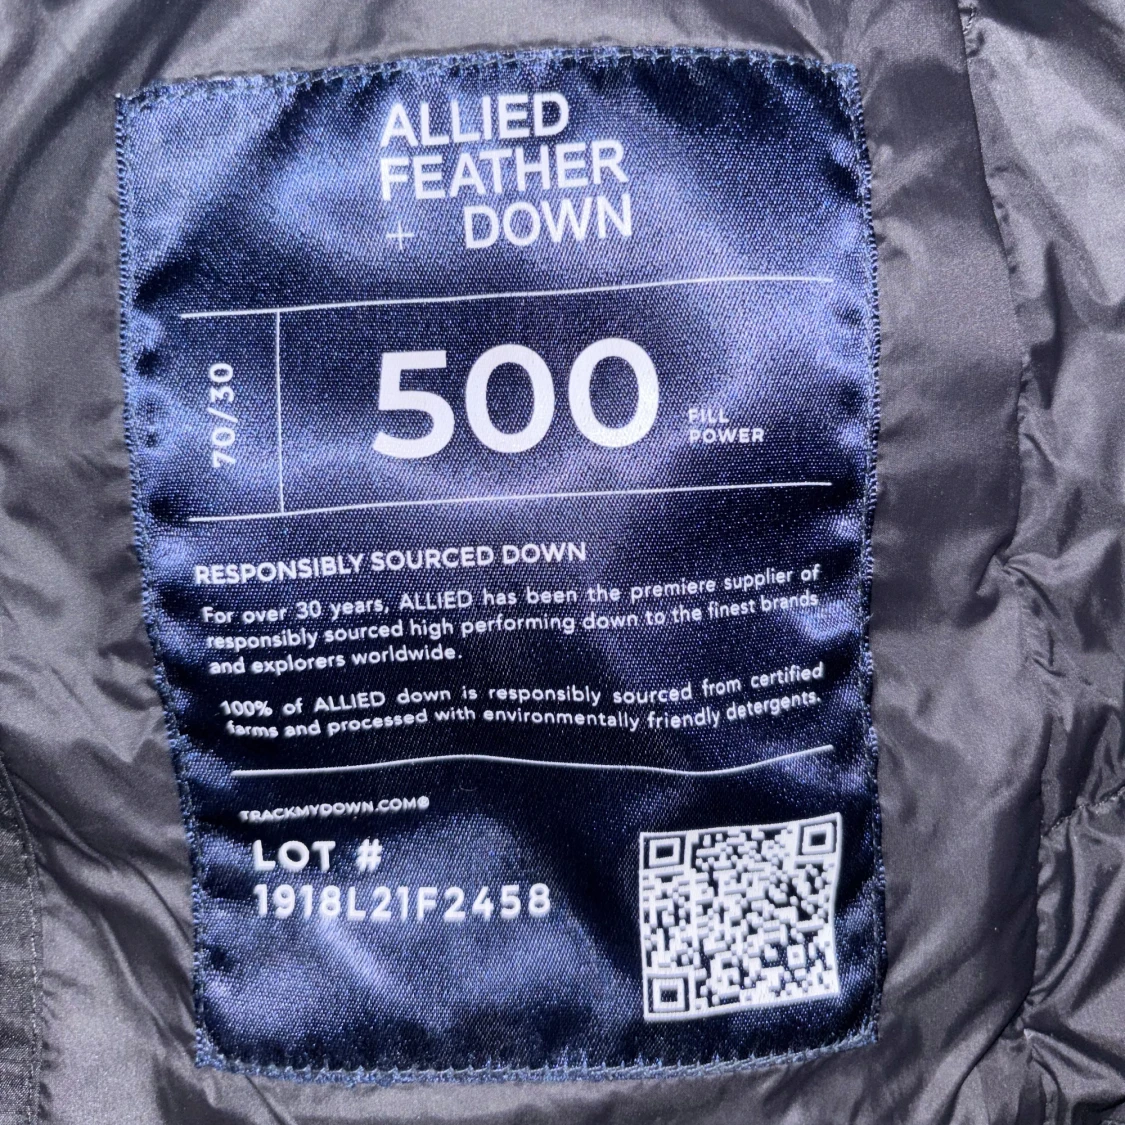 ALLIED
FEATHER
+ DOWN
70/30
500
FILL
POWER
RESPONSIBLY SOURCED DOWN
For over 30 years, ALLIED has been the premiere supplier of
responsibly sourced high performing down to the finest brands
and explorers worldwide.
100% of ALLIED down is responsibly sourced from certified
farms and processed with environmentally friendly detergents.
TRACKMYDOWN.COM®
LOT #
1918L21F2458